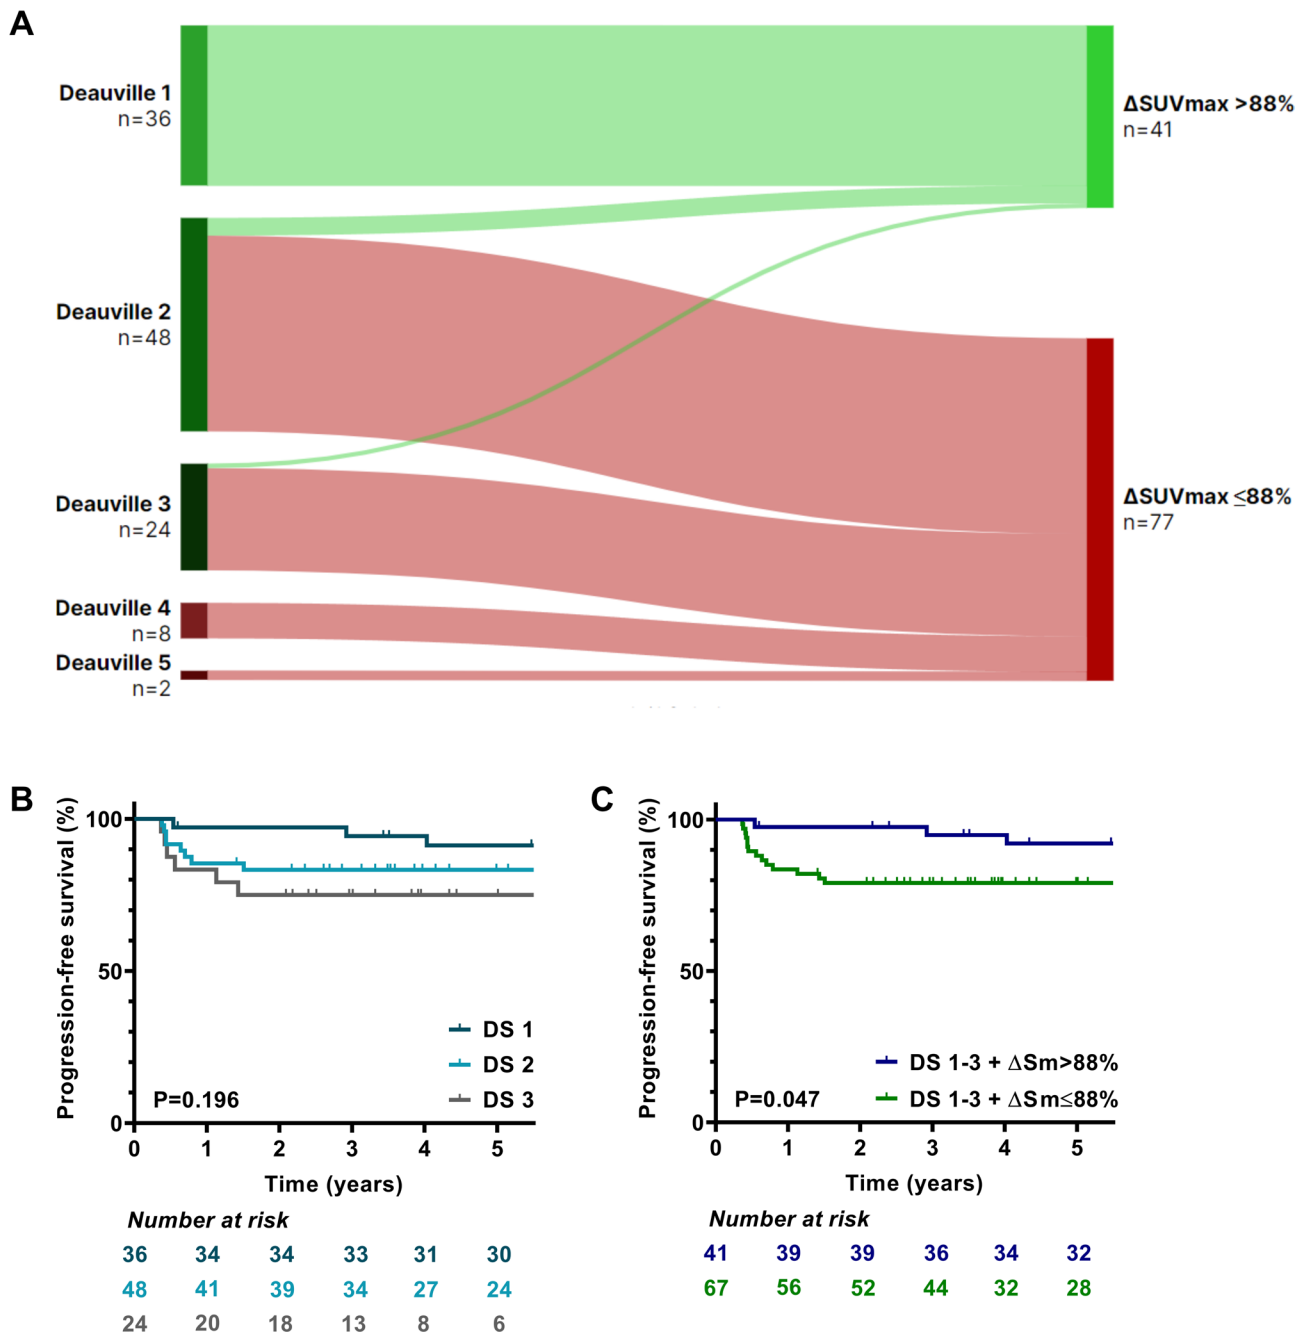 A
Deauville 1
n=36
ΔSUVmax >88%
n=41
Deauville 2
n=48
Deauville 3
n=24
ΔSUVmax ≤88%
n=77
Deauville 4
n=8
Deauville 5
n=2
B
Progression-free survival (%)
100
50
0
DS 1
DS 2
DS 3
P=0.196
0 1 2 3 4 5
Time (years)
Number at risk
36 34 34 33 31 30
48 41 39 34 27 24
24 20 18 13 8 6
C
Progression-free survival (%)
100
50
0
DS 1-3 + ΔSm>88%
DS 1-3 + ΔSm≤88%
P=0.047
0 1 2 3 4 5
Time (years)
Number at risk
41 39 39 36 34 32
67 56 52 44 32 28